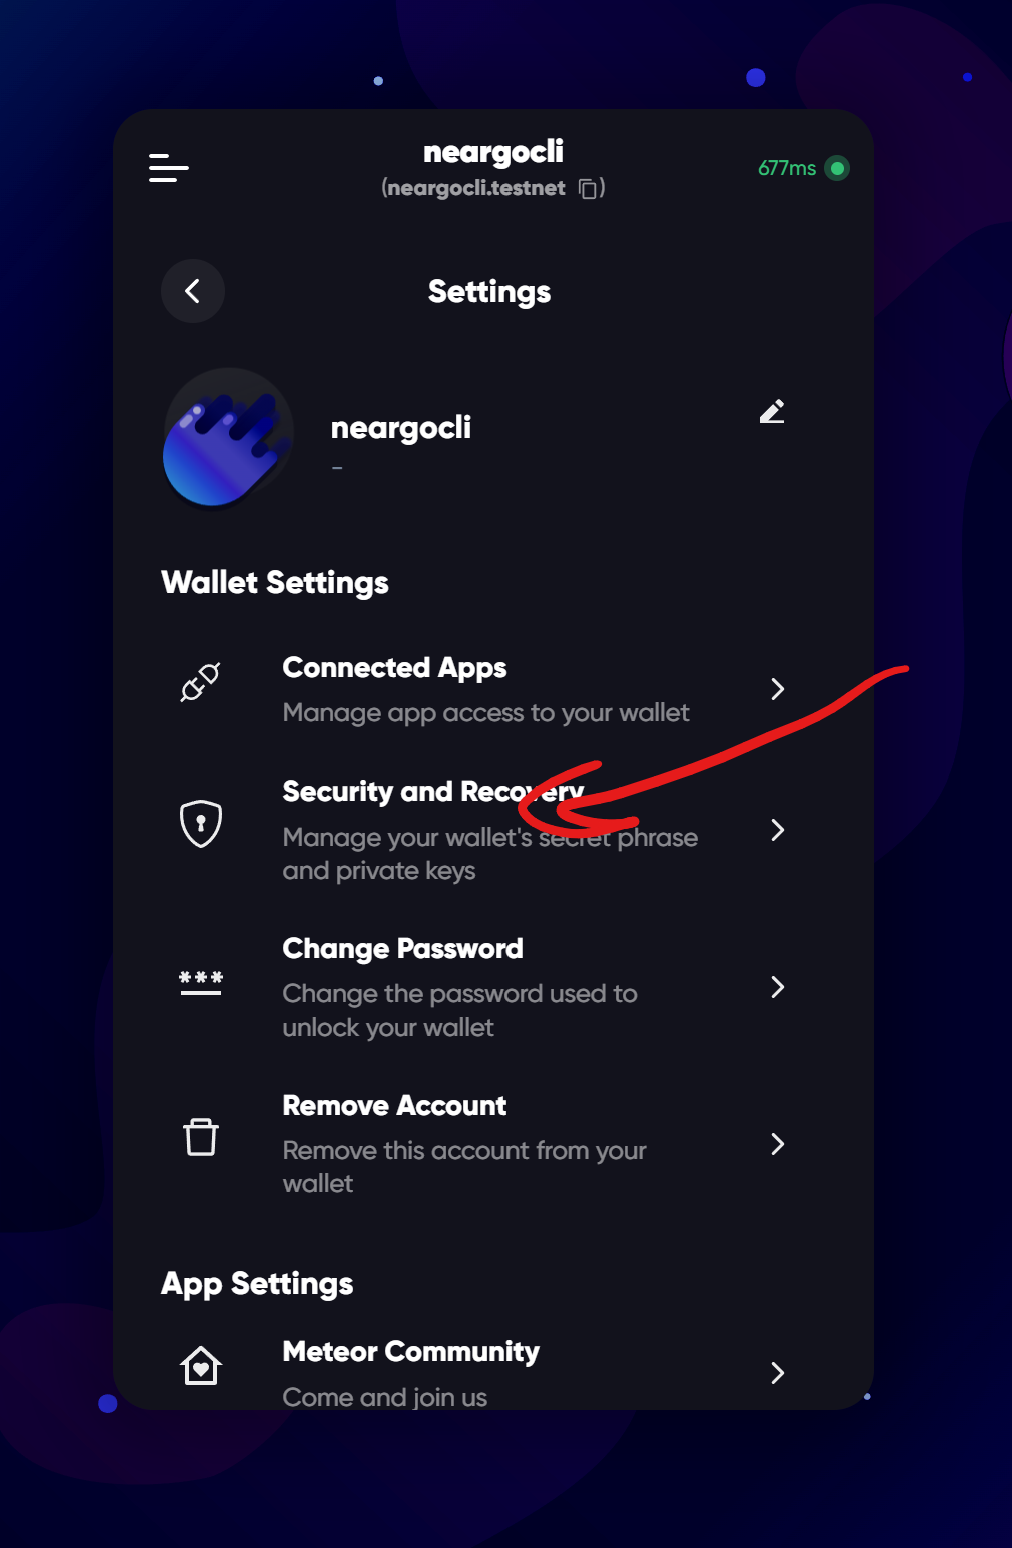 neargocli
(neargocli.testnet )
677ms
Settings
neargocli
-
Wallet Settings
Connected Apps
Manage app access to your wallet
Security and Recovery
Manage your wallet's secret phrase
and private keys
***
Change Password
Change the password used to
unlock your wallet
Remove Account
Remove this account from your
wallet
App Settings
Meteor Community
Come and join us